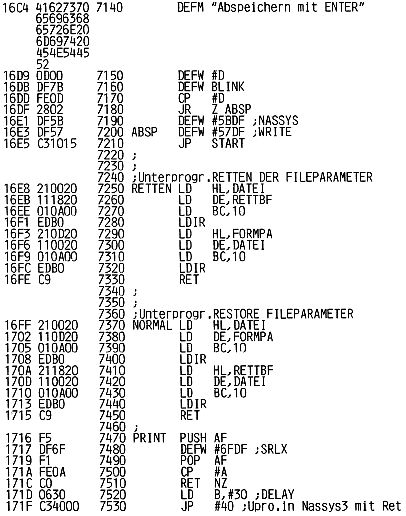 16C4 41627370 7140 DEFM "Abspeichern mit ENTER"
65696368
65726E20
6D697420
454E5445
52
16D9 0D00 7150 DEFW #D
16DB DF7B 7160 DEFW BLINK
16DD FE0D 7170 CP #D
16DF 2802 7180 JR Z ABSP
16E1 DF5B 7190 DEFW #5BDF ;NASSYS
16E3 DF57 7200 ABSP DEFW #57DF ;WRITE
16E5 C31015 7210 JP START
7220 ;
7230 ;
7240 ;Unterprogr.RETTEN DER FILEPARAMETER
16E8 210020 7250 RETTEN LD HL,DATEI
16EB 111820 7260 LD DE,RETTBF
16EE 010A00 7270 LD BC,10
16F1 EDB0 7280 LDIR
16F3 210D20 7290 LD HL,FORMPA
16F6 110020 7300 LD DE,DATEI
16F9 010A00 7310 LD BC,10
16FC EDB0 7320 LDIR
16FE C9 7330 RET
7340 ;
7350 ;
7360 ;Unterprogr.RESTORE FILEPARAMETER
16FF 210020 7370 NORMAL LD HL,DATEI
1702 110D20 7380 LD DE,FORMPA
1705 010A00 7390 LD BC,10
1708 EDB0 7400 LDIR
170A 211820 7410 LD HL,RETTBF
170D 110020 7420 LD DE,DATEI
1710 010A00 7430 LD BC,10
1713 EDB0 7440 LDIR
1715 C9 7450 RET
7460 ;
1716 F5 7470 PRINT PUSH AF
1717 DF6F 7480 DEFW #6FDF ;SRLX
1719 F1 7490 POP AF
171A FE0A 7500 CP #A
171C C0 7510 RET NZ
171D 0630 7520 LD B,#30 ;DELAY
171F C34000 7530 JP #40 ;Upro.in Nassys3 mit Ret